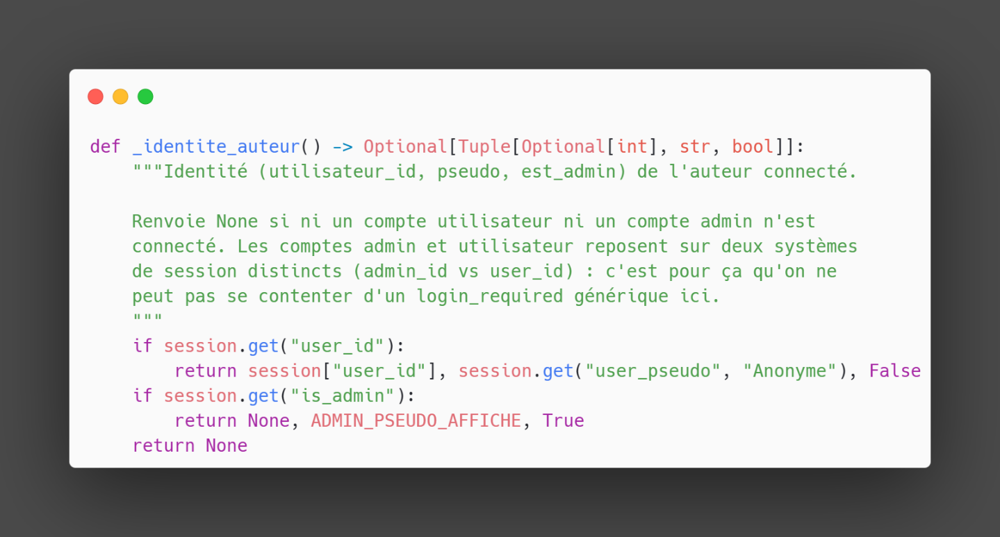 def _identite_auteur() -> Optional[Tuple[Optional[int], str, bool]]:
    """Identité (utilisateur_id, pseudo, est_admin) de l'auteur connecté.

    Renvoie None si ni un compte utilisateur ni un compte admin n'est
    connecté. Les comptes admin et utilisateur reposent sur deux systèmes
    de session distincts (admin_id vs user_id) : c'est pour ça qu'on ne
    peut pas se contenter d'un login_required générique ici.
    """
    if session.get("user_id"):
        return session["user_id"], session.get("user_pseudo", "Anonyme"), False
    if session.get("is_admin"):
        return None, ADMIN_PSEUDO_AFFICHE, True
    return None